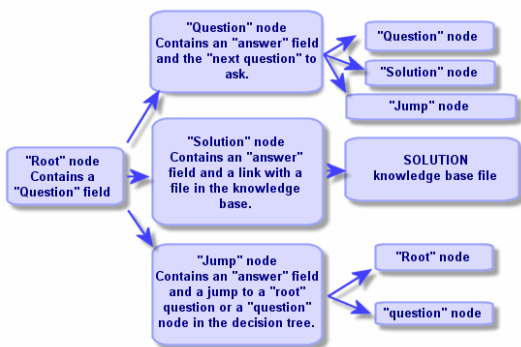 "Root" node
Contains a
"Question" field
"Question" node
Contains an "answer" field
and the "next question" to
ask.
"Question" node
"Solution" node
"Jump" node
"Solution" node
Contains an "answer"
field and a link with a
file in the knowledge
base.
SOLUTION
knowledge base file
"Jump" node
Contains an "answer" field
and a jump to a "root"
question or a "question"
node in the decision tree.
"Root" node
"question" node